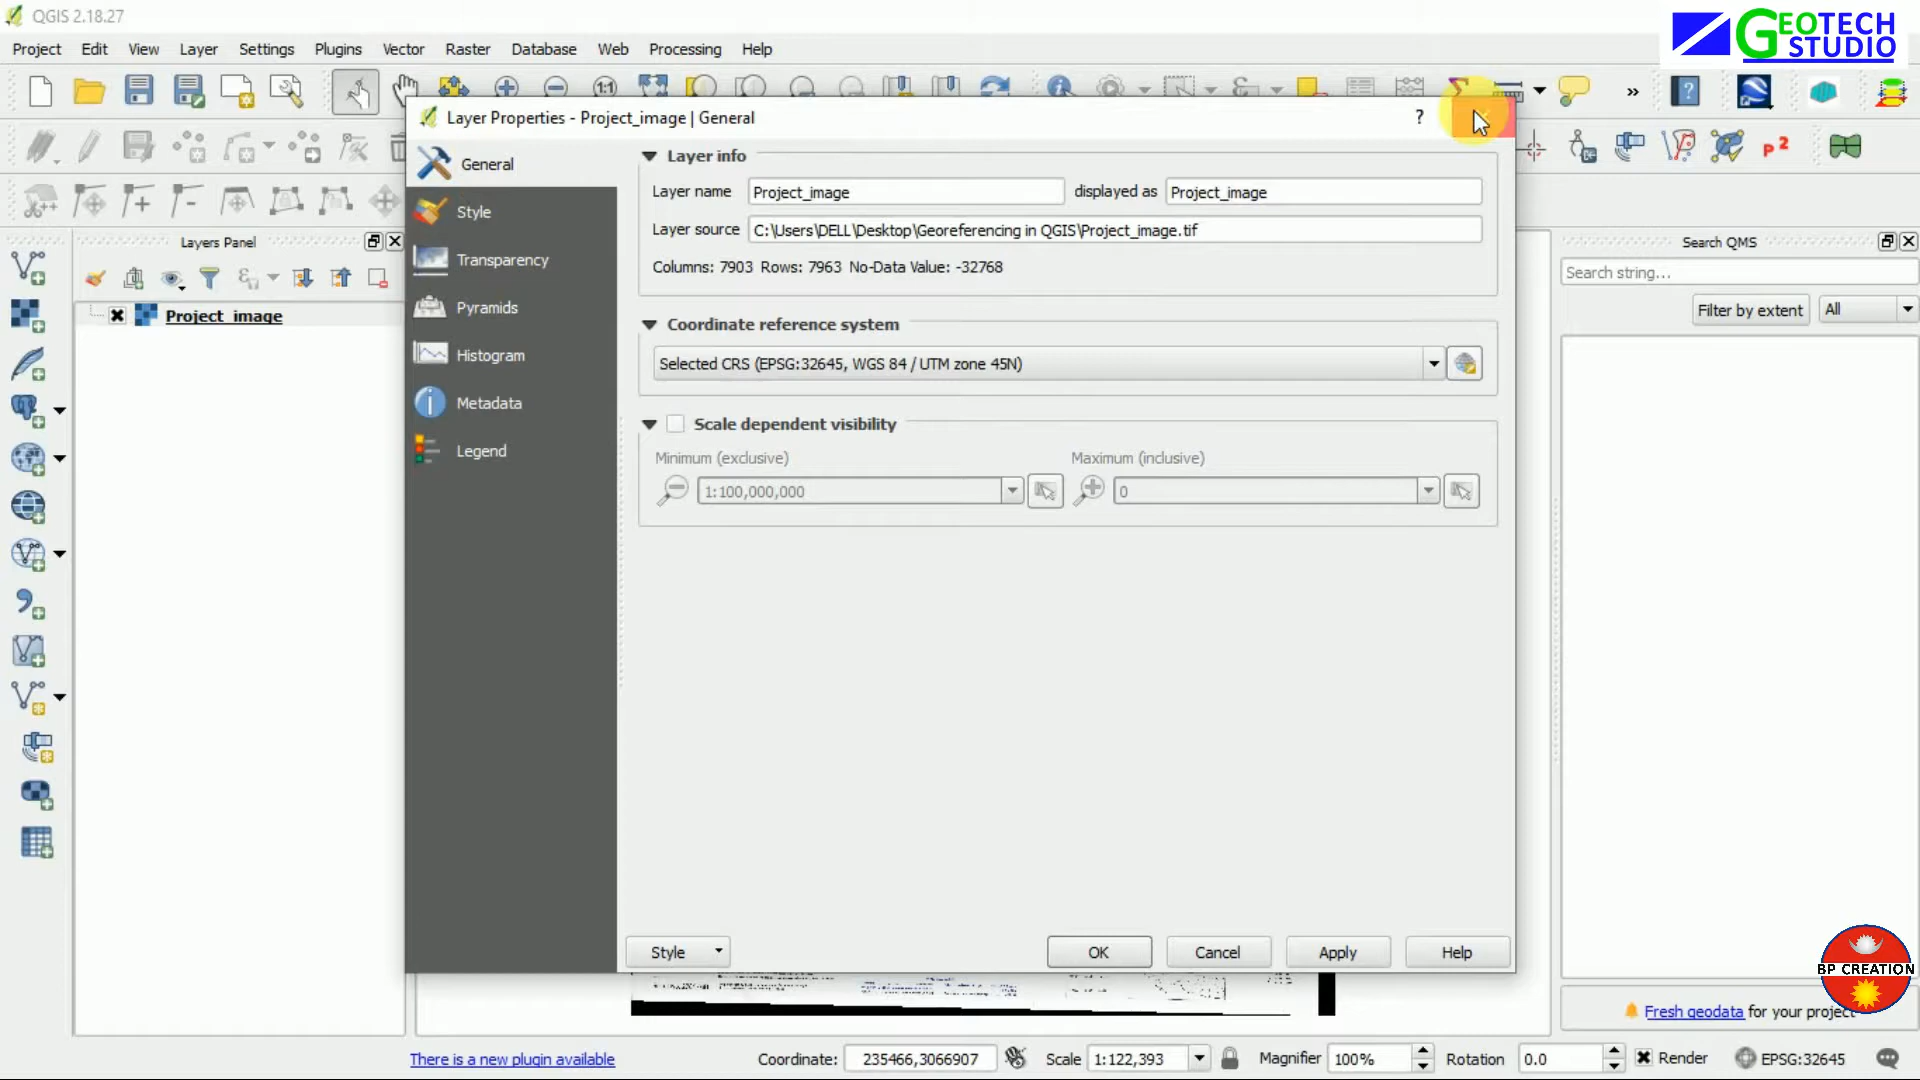 QGIS 2.18.27
GEOTECH
STUDIO
Project Edit View Layer Settings Plugins Vector Raster Database Web Processing Help
Layer Properties - Project_image | General
?
General
Style
Transparency
Pyramids
Histogram
Metadata
Legend
Layer info
Layer name Project_image displayed as Project_image
Layer source C:\Users\DELL\Desktop\Georeferencing in QGIS\Project_image.tif
Columns: 7903 Rows: 7963 No-Data Value: -32768
Coordinate reference system
Selected CRS (EPSG:32645, WGS 84 / UTM zone 45N)
Scale dependent visibility
Minimum (exclusive) Maximum (inclusive)
1:100,000,000 0
Style OK Cancel Apply Help
Layers Panel
Project_image
Search QMS
Search string...
Filter by extent All
BP CREATION
Fresh geodata for your project
There is a new plugin available Coordinate: 235466,3066907 Scale 1:122,393 Magnifier 100% Rotation 0.0 Render EPSG:32645